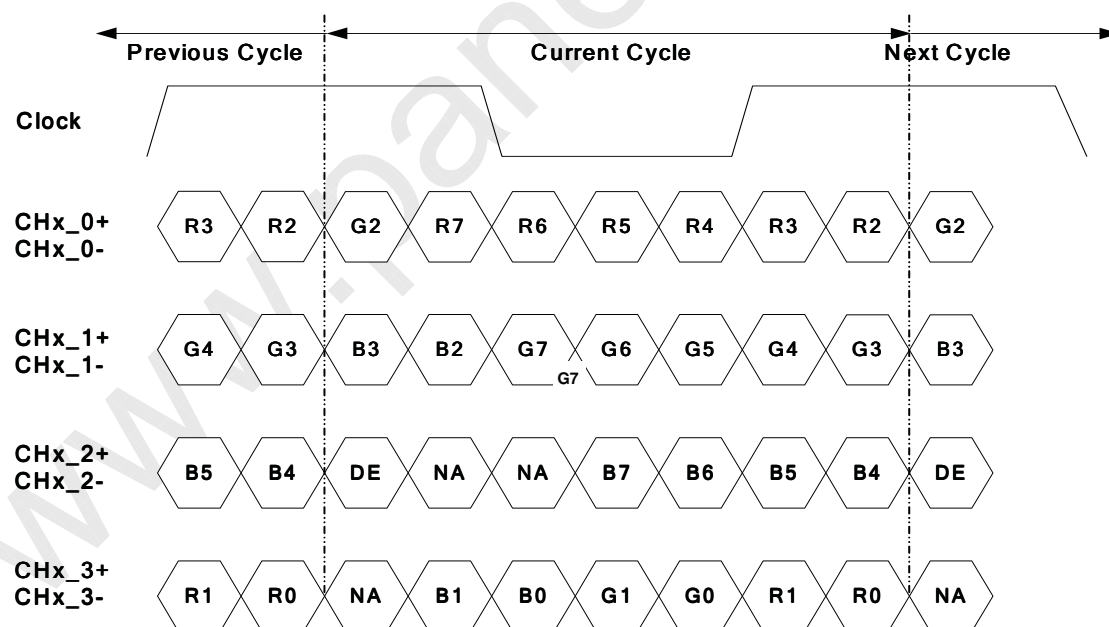 Previous Cycle Current Cycle Next Cycle
Clock
CHx_0+
CHx_0-
R3 R2 G2 R7 R6 R5 R4 R3 R2 G2
CHx_1+
CHx_1-
G4 G3 B3 B2 G7 G6 G5 G4 G3 B3
G7
CHx_2+
CHx_2-
B5 B4 DE NA NA B7 B6 B5 B4 DE
CHx_3+
CHx_3-
R1 R0 NA B1 B0 G1 G0 R1 R0 NA
www.pane